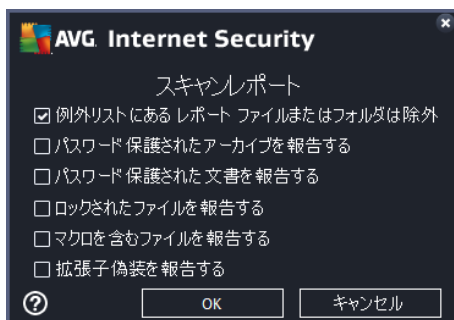 AVG Internet Security
スキャンレポート
例外リストにある レポート ファイルまたはフォルダは除外
パスワード保護されたアーカイブを報告する
パスワード保護された文書を報告する
ロックされたファイルを報告する
マクロを含むファイルを報告する
拡張子偽装を報告する
OK
キャンセル